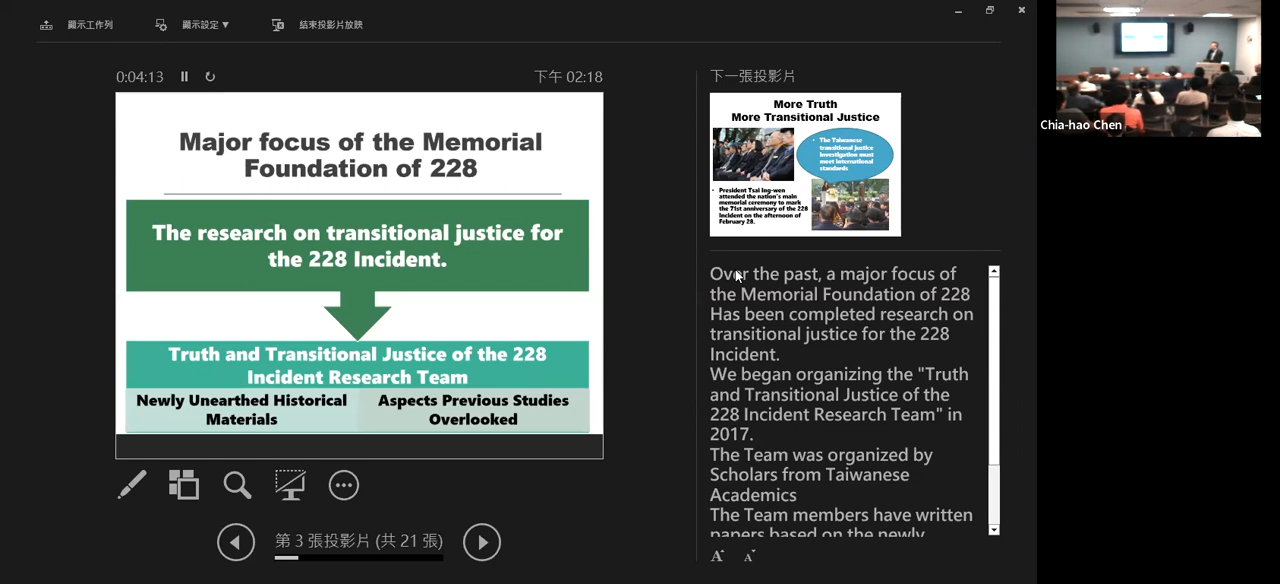 顯示工作列
顯示設定 ▼
結束投影片放映
0:04:13
下午 02:18
Major focus of the Memorial
Foundation of 228
The research on transitional justice for
the 228 Incident.
Truth and Transitional Justice of the 228
Incident Research Team
Newly Unearthed Historical
Materials
Aspects Previous Studies
Overlooked
第 3 張投影片 (共 21 張)
下一張投影片
More Truth
More Transitional Justice
• The Taiwanese
transitional justice
investigation must
meet international
standards
• President Tsai Ing-wen
attended the nation's main
memorial ceremony to mark
the 71st anniversary of the 228
Incident on the afternoon of
February 28.
Over the past, a major focus of
the Memorial Foundation of 228
Has been completed research on
transitional justice for the 228
Incident.
We began organizing the "Truth
and Transitional Justice of the
228 Incident Research Team" in
2017.
The Team was organized by
Scholars from Taiwanese
Academics
The Team members have written
papers based on the newly
A A
Chia-hao Chen